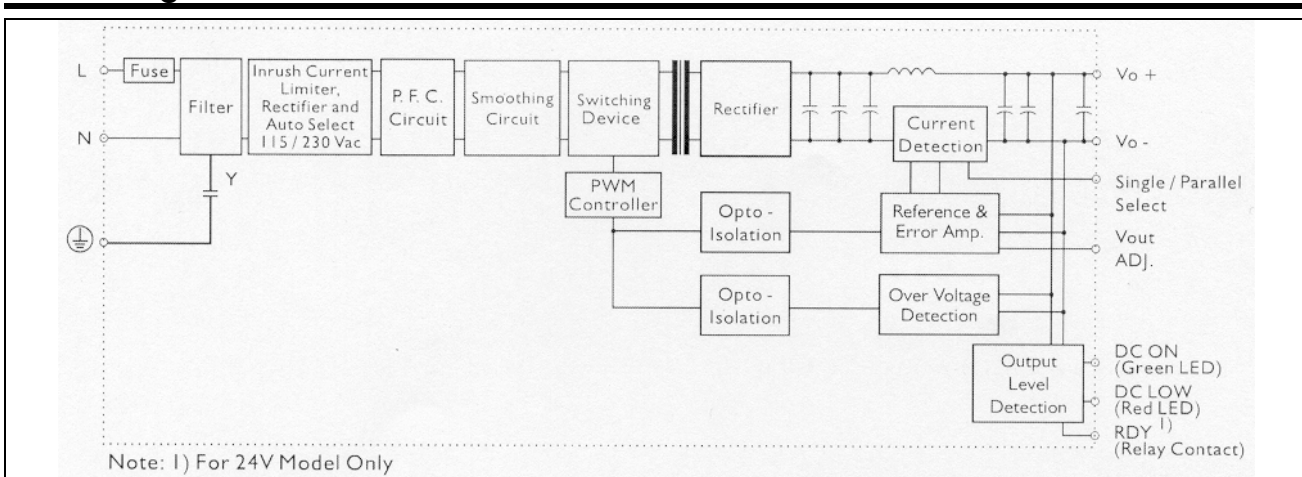 L
Fuse
Filter
Inrush Current
Limiter,
Rectifier and
Auto Select
115 / 230 Vac
P. F. C.
Circuit
Smoothing
Circuit
Switching
Device
Rectifier
Current
Detection
Vo +
N
Vo -
Y
PWM
Controller
Opto -
Isolation
Reference &
Error Amp.
Single / Parallel
Select
Vout
ADJ.
Opto -
Isolation
Over Voltage
Detection
Output
Level
Detection
DC ON
(Green LED)
DC LOW
(Red LED)
RDY 1)
(Relay Contact)
Note: 1) For 24V Model Only